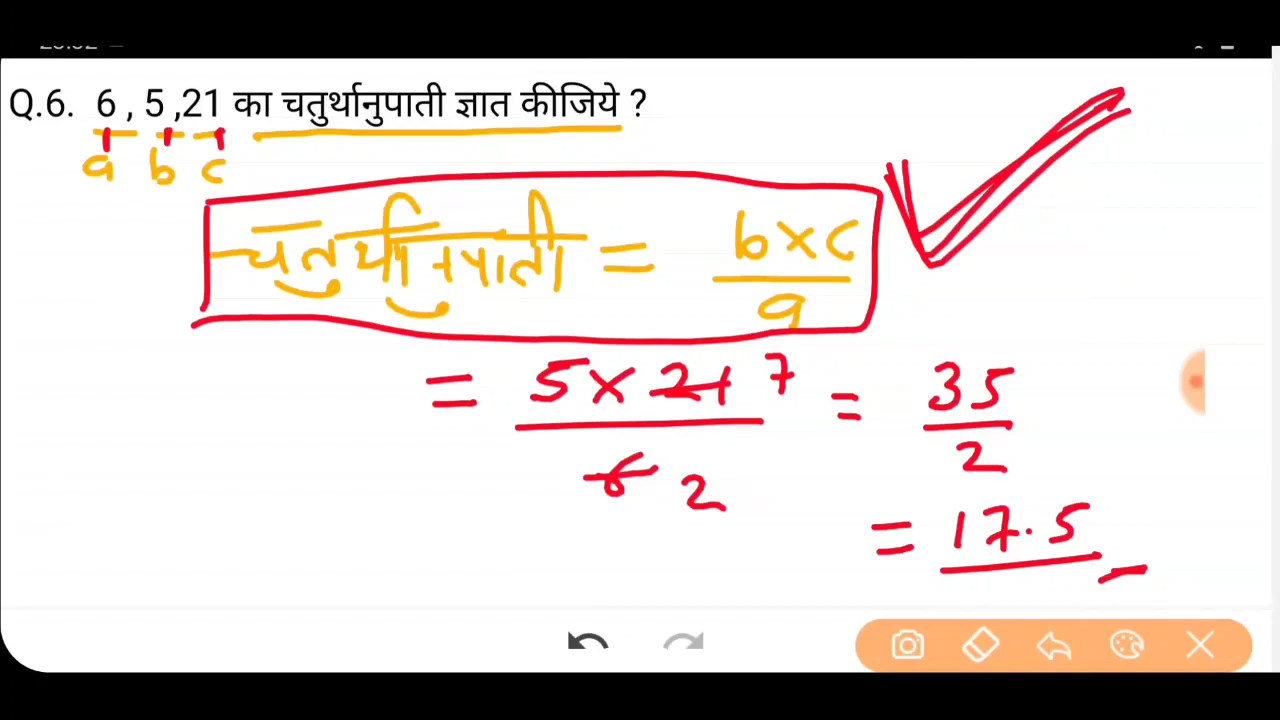 Q.6. 6 , 5 ,21 का चतुर्थानुपाती ज्ञात कीजिये ?
a b c
चतुर्थानुपाती = b×c/a
= 5×21 7/6 2 = 35/2
= 17.5